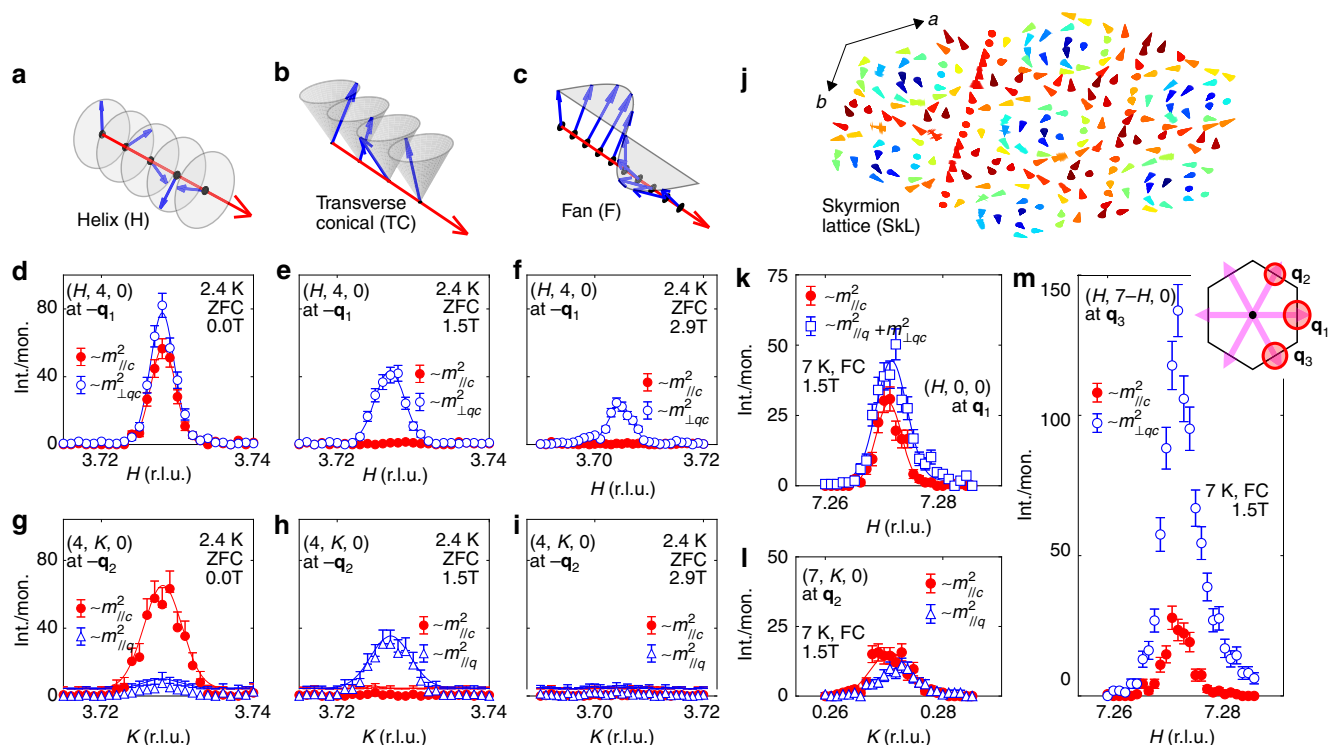 a
Helix (H)
b
Transverse
conical (TC)
c
Fan (F)
j
a
b
Skyrmion
lattice (SkL)
d
(H, 4, 0)
at –q1
2.4 K
ZFC
0.0T
~m²//c
~m²⊥qc
Int./mon.
80
40
0
3.72
3.74
H (r.l.u.)
e
(H, 4, 0)
at –q1
2.4 K
ZFC
1.5T
~m²//c
~m²⊥qc
3.72
3.74
H (r.l.u.)
f
(H, 4, 0)
at –q1
2.4 K
ZFC
2.9T
~m²//c
~m²⊥qc
3.70
3.72
H (r.l.u.)
g
(4, K, 0)
at –q2
2.4 K
ZFC
0.0T
~m²//c
~m²//q
Int./mon.
80
40
0
3.72
3.74
K (r.l.u.)
h
(4, K, 0)
at –q2
2.4 K
ZFC
1.5T
~m²//c
~m²//q
3.72
3.74
K (r.l.u.)
i
(4, K, 0)
at –q2
2.4 K
ZFC
2.9T
~m²//c
~m²//q
3.70
3.72
K (r.l.u.)
k
~m²//c
~m²//q + m²⊥qc
7 K, FC
1.5T
(H, 0, 0)
at q1
Int./mon.
75
50
25
0
7.26
7.28
H (r.l.u.)
l
(7, K, 0)
at q2
7 K, FC
1.5T
~m²//c
~m²//q
Int./mon.
50
25
0
0.26
0.28
K (r.l.u.)
m
(H, 7–H, 0)
at q3
~m²//c
~m²⊥qc
7 K, FC
1.5T
Int./mon.
150
100
50
0
7.26
7.28
H (r.l.u.)
q2
q1
q3